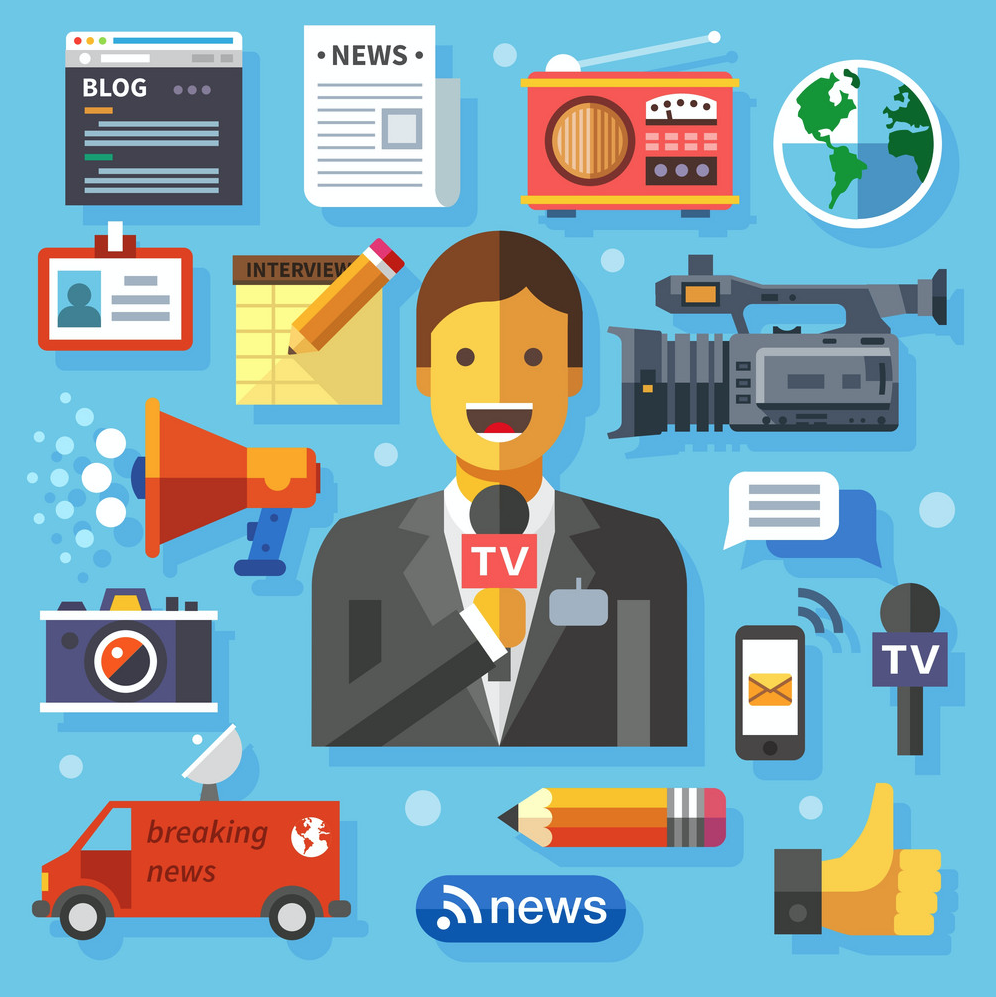 BLOG
• NEWS •
INTERVIEW
TV
TV
breaking
news
news